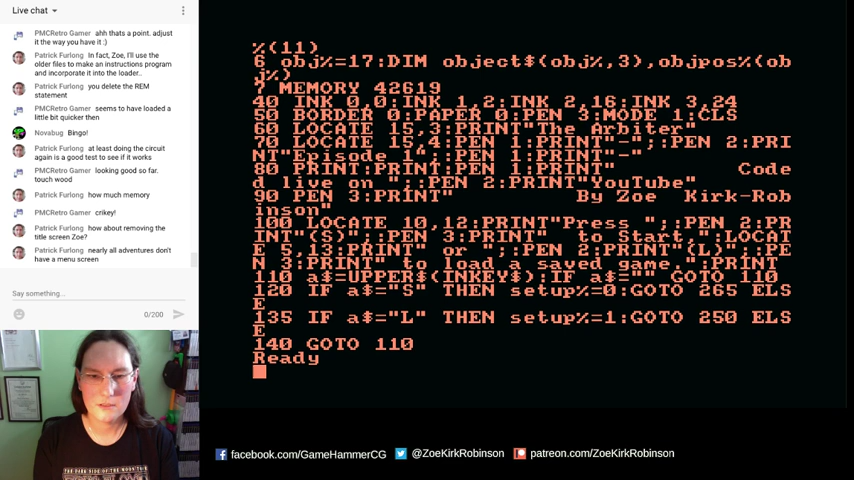 Live chat
PMCRetro Gamer ahh thats a point. adjust
it the way you have it :)
Patrick Furlong In fact, Zoe, I'll use the
older files to make an instructions program
and incorporate it into the loader..
Patrick Furlong you delete the REM
statement
PMCRetro Gamer seems to have loaded a
little bit quicker then
Novabug Bingo!
Patrick Furlong at least doing the circuit
again is a good test to see if it works
PMCRetro Gamer looking good so far.
touch wood
Patrick Furlong how much memory
PMCRetro Gamer crikey!
Patrick Furlong how about removing the
title screen Zoe?
Patrick Furlong nearly all adventures don't
have a menu screen
Say something...
0/200
%(11)
6 obj%=17:DIM object$(obj%,3),objpos%(ob
j%)
7 MEMORY 42619
40 INK 0,0:INK 1,2:INK 2,16:INK 3,24
50 BORDER 0:PAPER 0:PEN 3:MODE 1:CLS
60 LOCATE 15,3:PRINT"The Arbiter"
70 LOCATE 15,4:PEN 1:PRINT"-";:PEN 2:PRI
NT"Episode 1";:PEN 1:PRINT"-"
80 PRINT:PRINT:PEN 1:PRINT" Code
d live on ";:PEN 2:PRINT"YouTube"
90 PEN 3:PRINT" By Zoe Kirk-Rob
inson"
100 LOCATE 10,12:PRINT"Press ";:PEN 2:PR
INT"(S)";:PEN 3:PRINT" to Start ":LOCAT
E 3,13:PRINT" or ";:PEN 2:PRINT"(L)";:PE
N 3:PRINT" to load a saved game.":PRINT
110 a$=UPPER$(INKEY$):IF a$="" GOTO 110
120 IF a$="S" THEN setup%=0:GOTO 265 ELS
E
135 IF a$="L" THEN setup%=1:GOTO 250 ELS
E
140 GOTO 110
Ready
facebook.com/GameHammerCG @ZoeKirkRobinson patreon.com/ZoeKirkRobinson